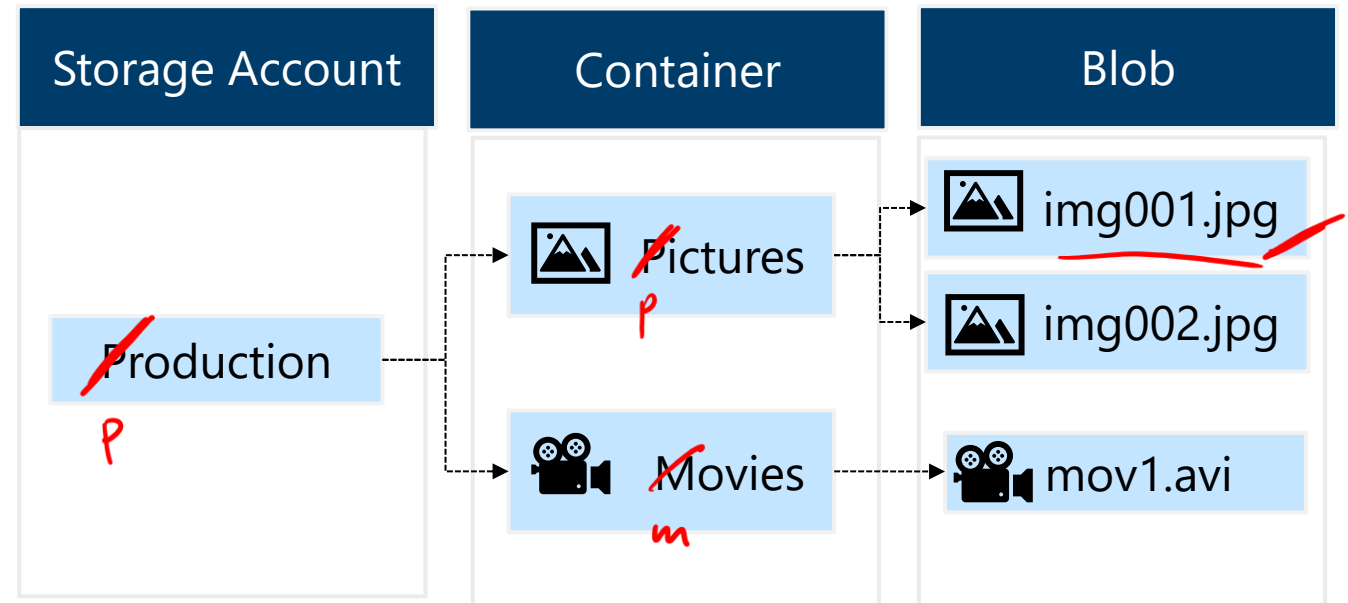 Storage Account
Container
Blob
Production
p
Pictures
p
Movies
m
img001.jpg
img002.jpg
mov1.avi